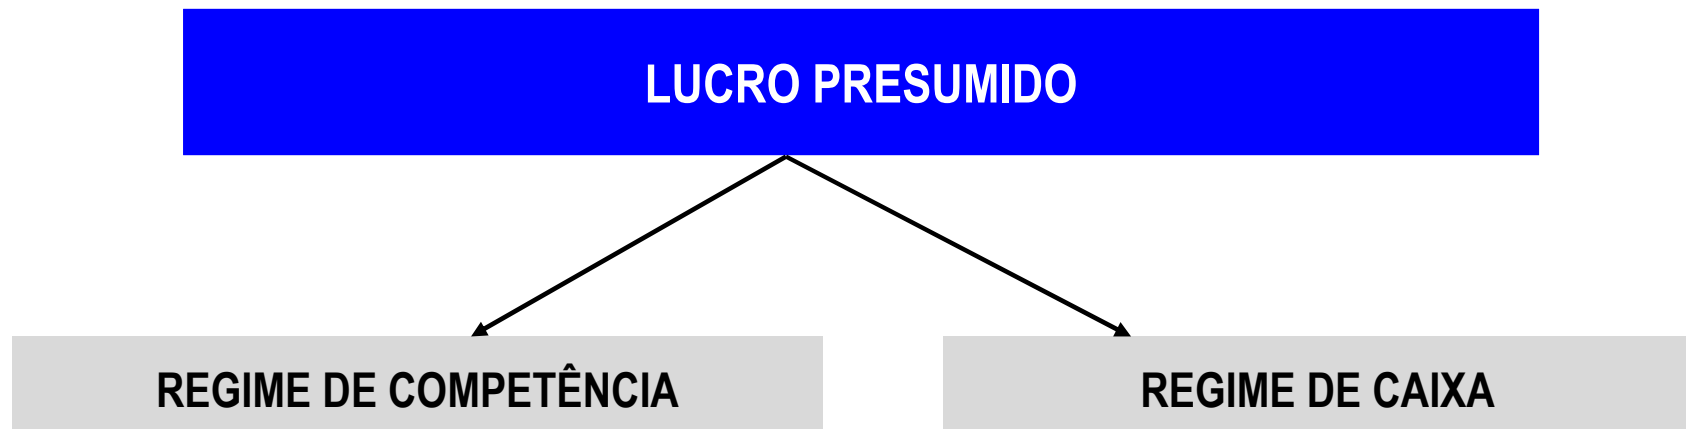 LUCRO PRESUMIDO
REGIME DE COMPETÊNCIA
REGIME DE CAIXA